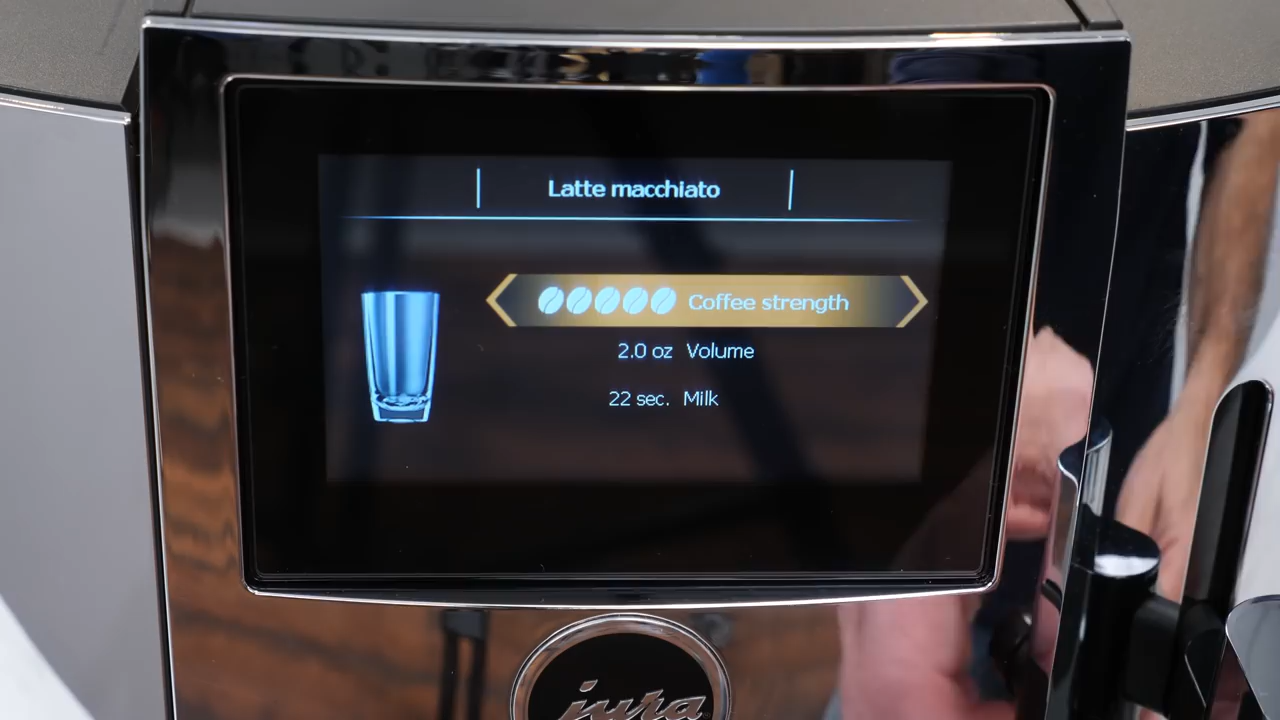 Latte macchiato
Coffee strength
2.0 oz Volume
22 sec. Milk
jura